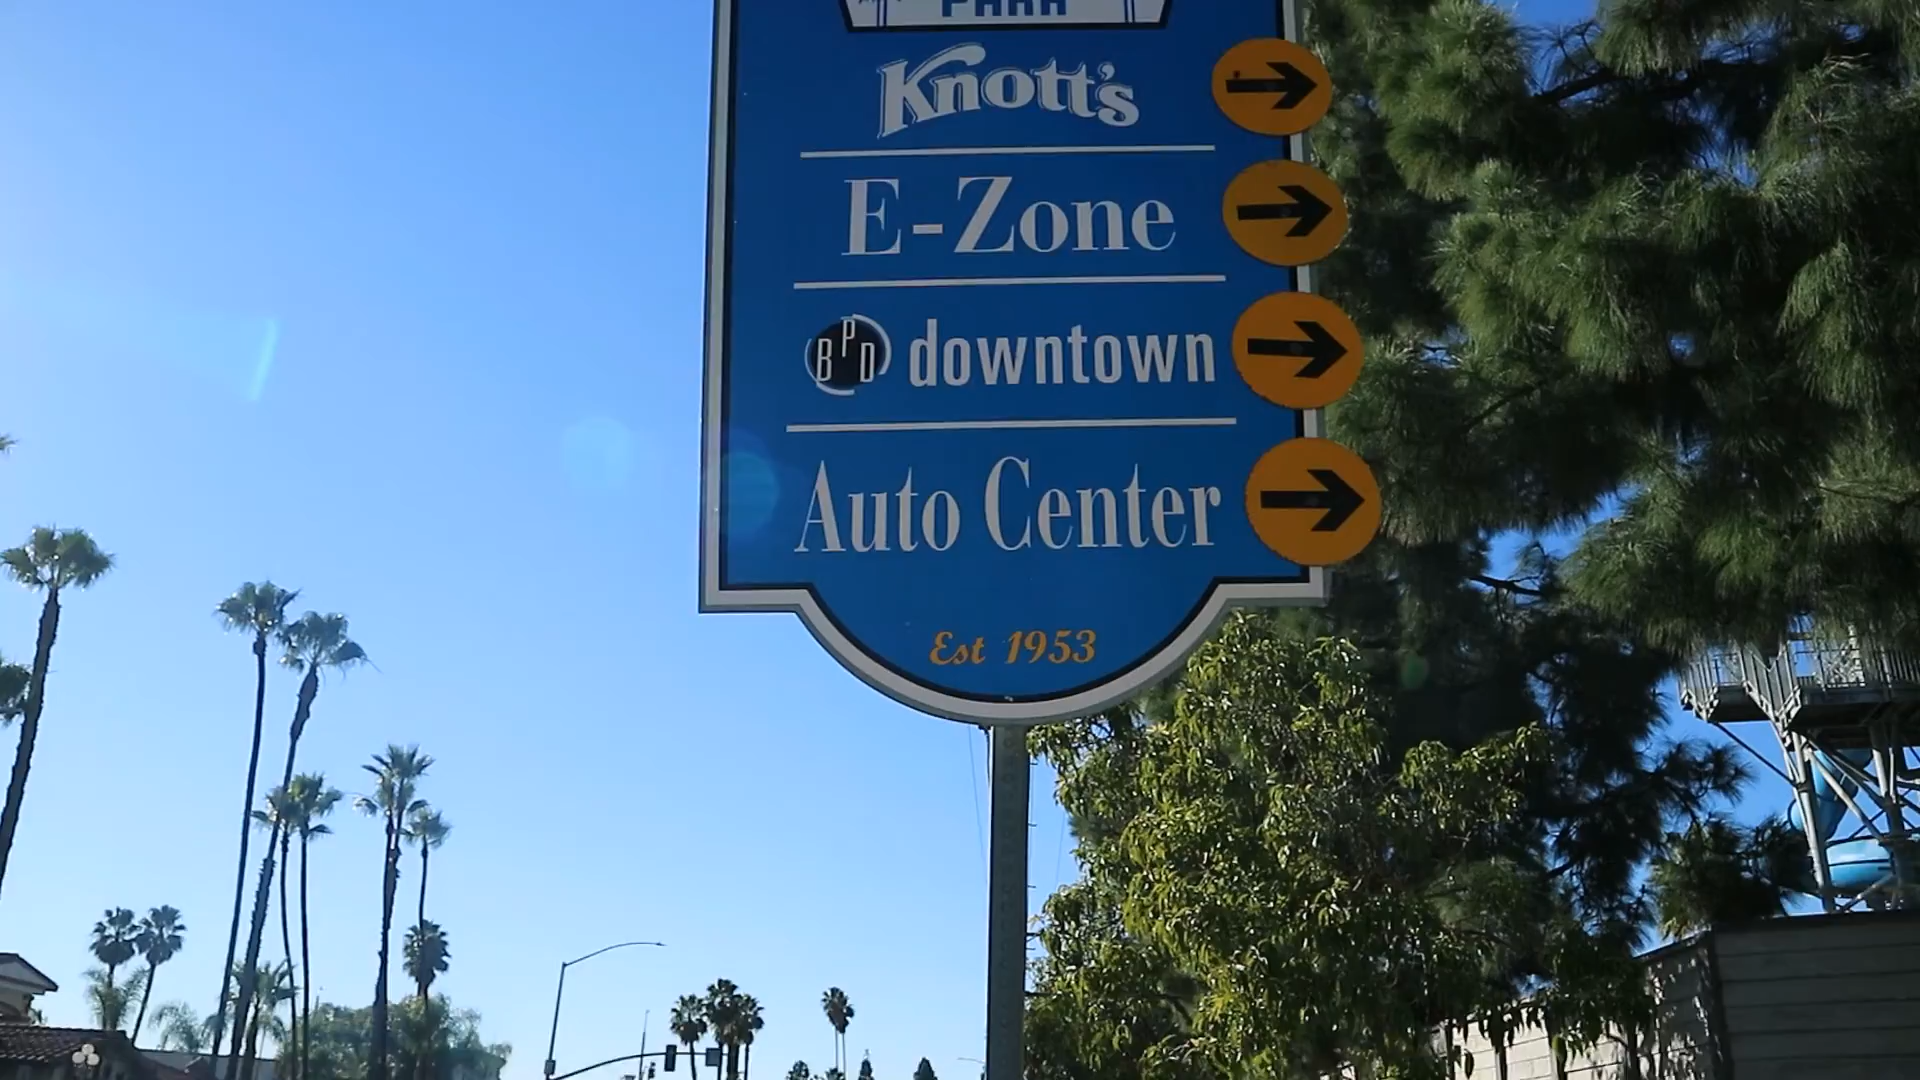 PARK
Knott's
E-Zone
BPD downtown
Auto Center
Est 1953